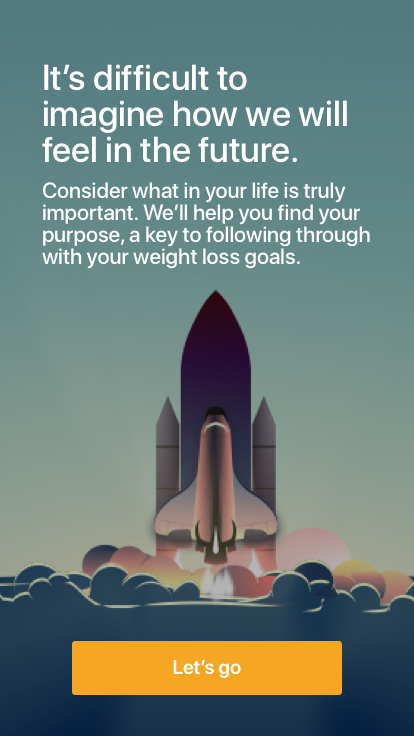 It’s difficult to
imagine how we will
feel in the future.
Consider what in your life is truly
important. We’ll help you find your
purpose, a key to following through
with your weight loss goals.
Let’s go